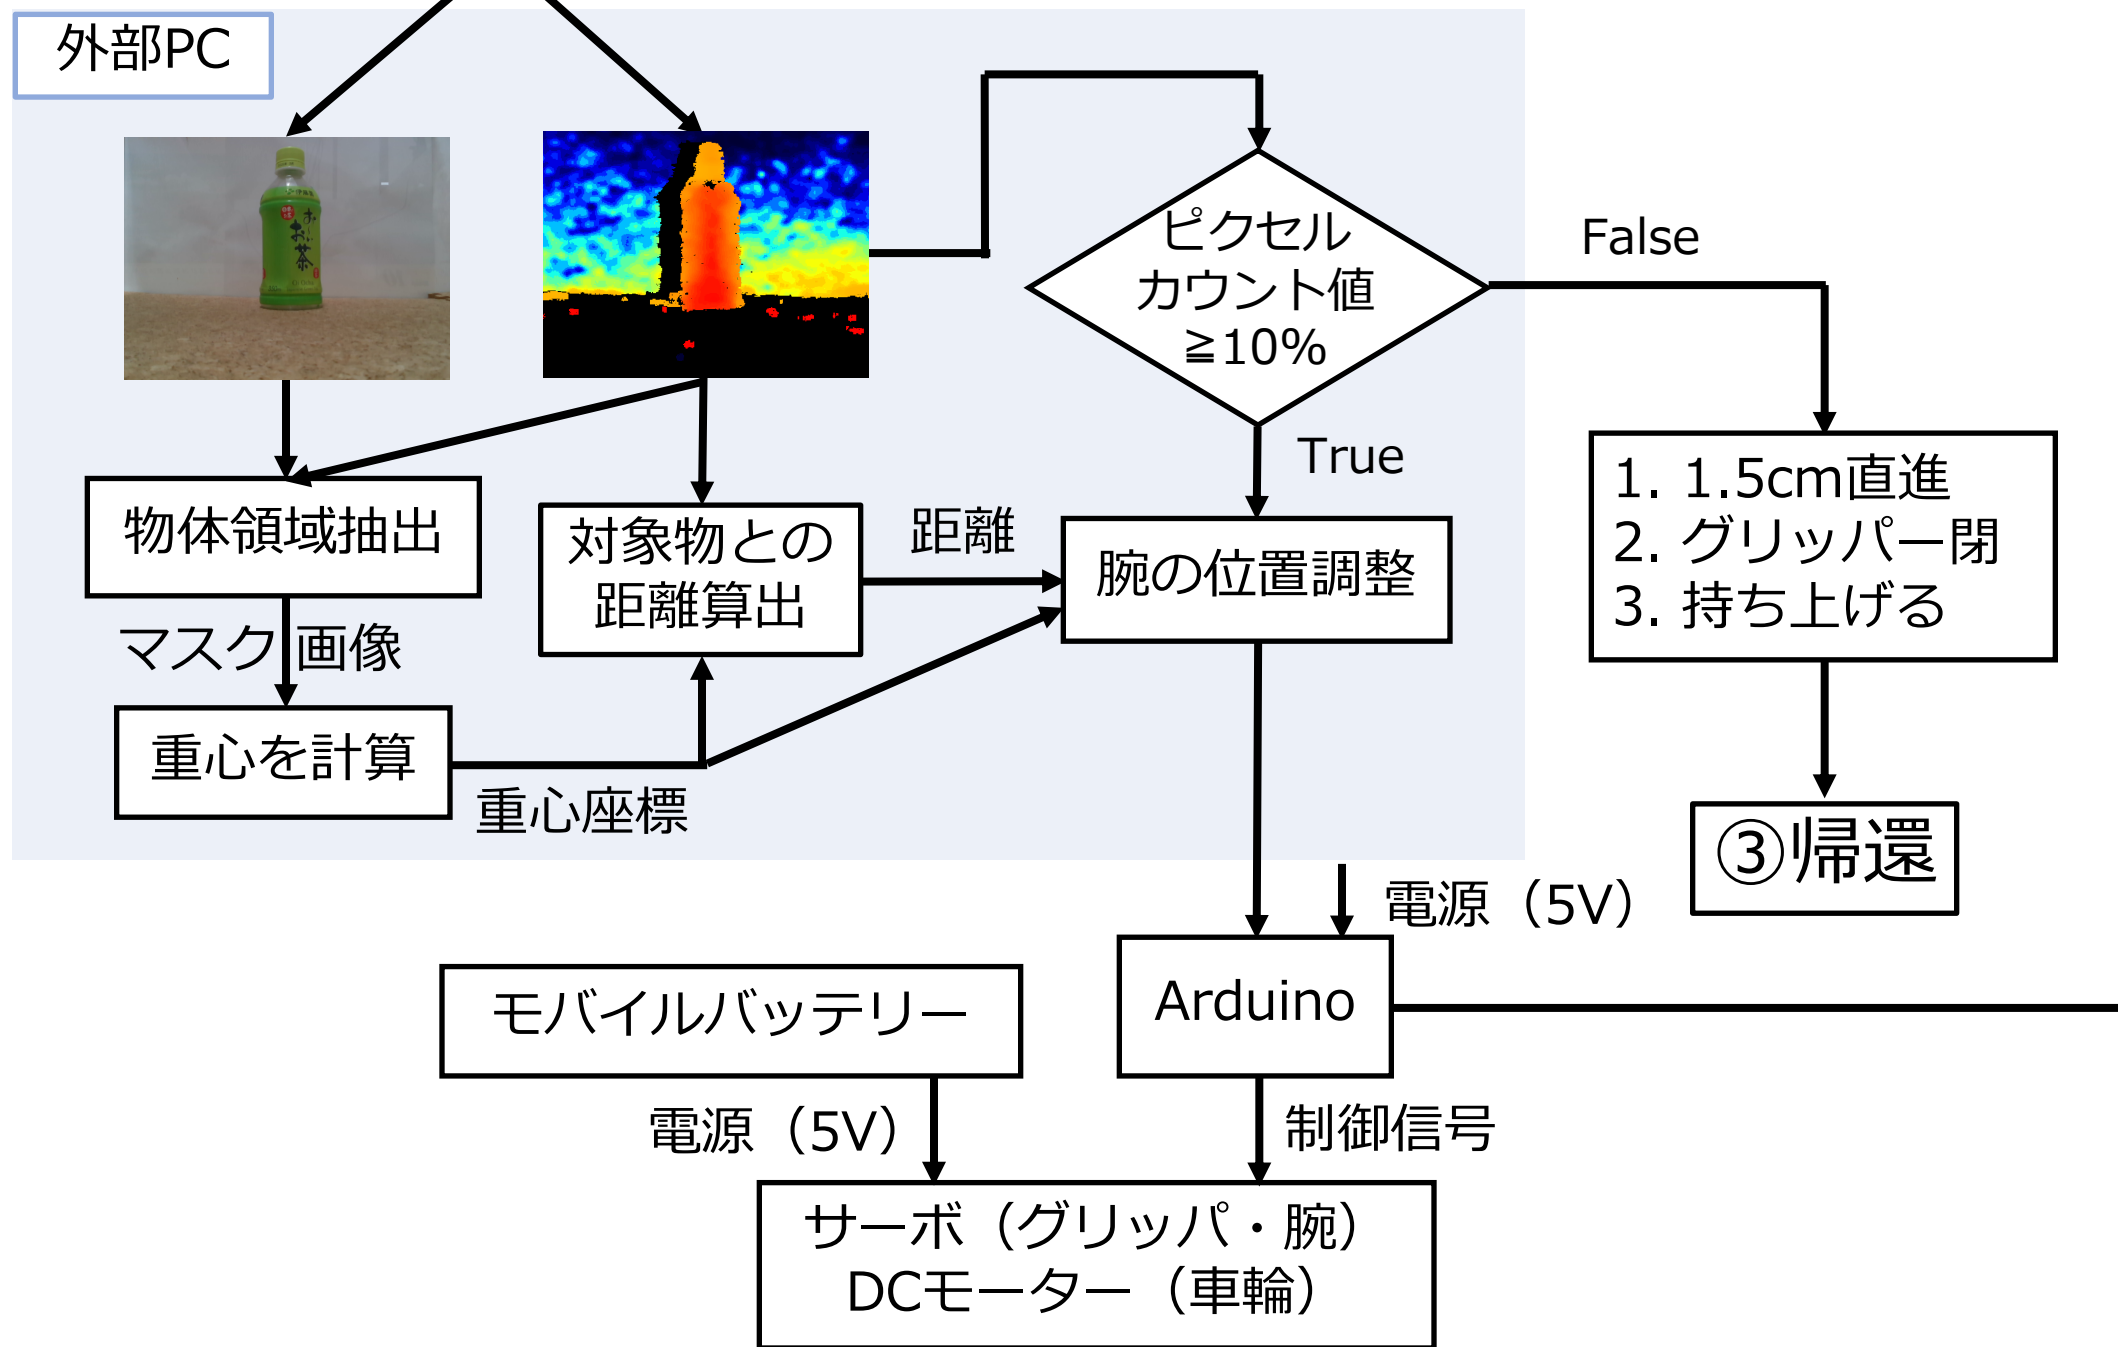 外部PC
お〜い
お茶
ピクセル
カウント値
≧10%
False
True
1. 1.5cm直進
2. グリッパー閉
3. 持ち上げる
物体領域抽出
対象物との
距離算出
距離
腕の位置調整
マスク画像
重心を計算
重心座標
③帰還
電源（5V）
モバイルバッテリー
Arduino
電源（5V）
制御信号
サーボ（グリッパ・腕）
DCモーター（車輪）